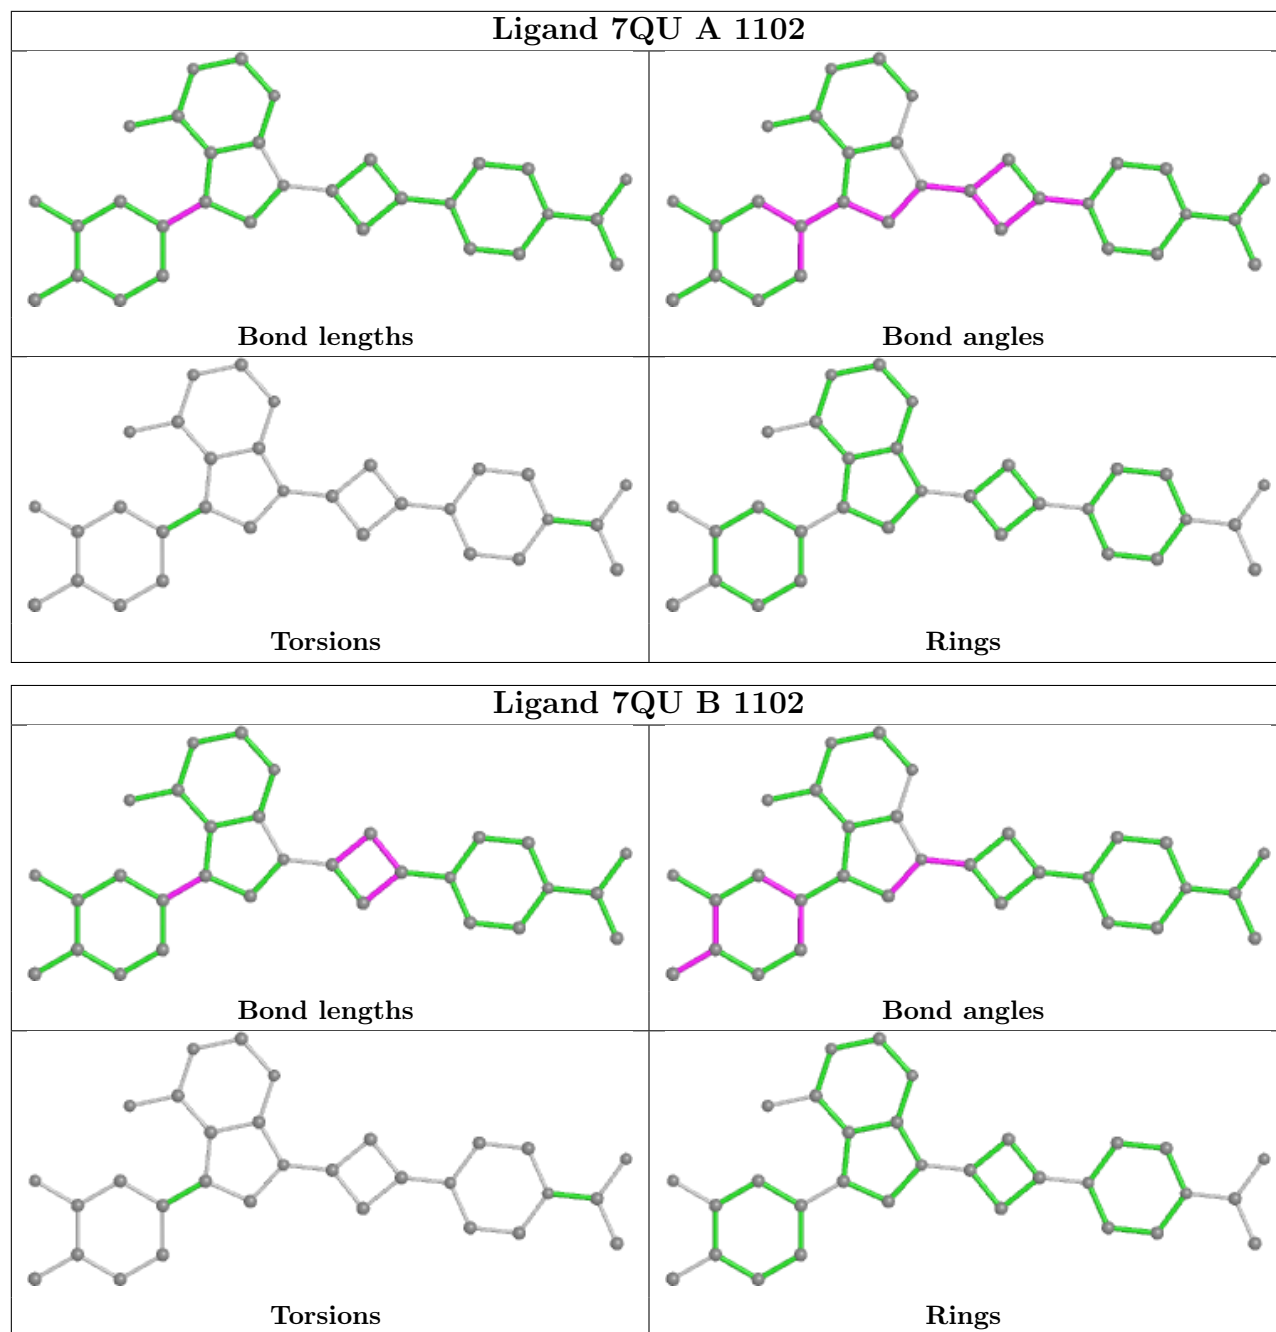 Ligand 7QU A 1102
Bond lengths
Bond angles
Torsions
Rings
Ligand 7QU B 1102
Bond lengths
Bond angles
Torsions
Rings